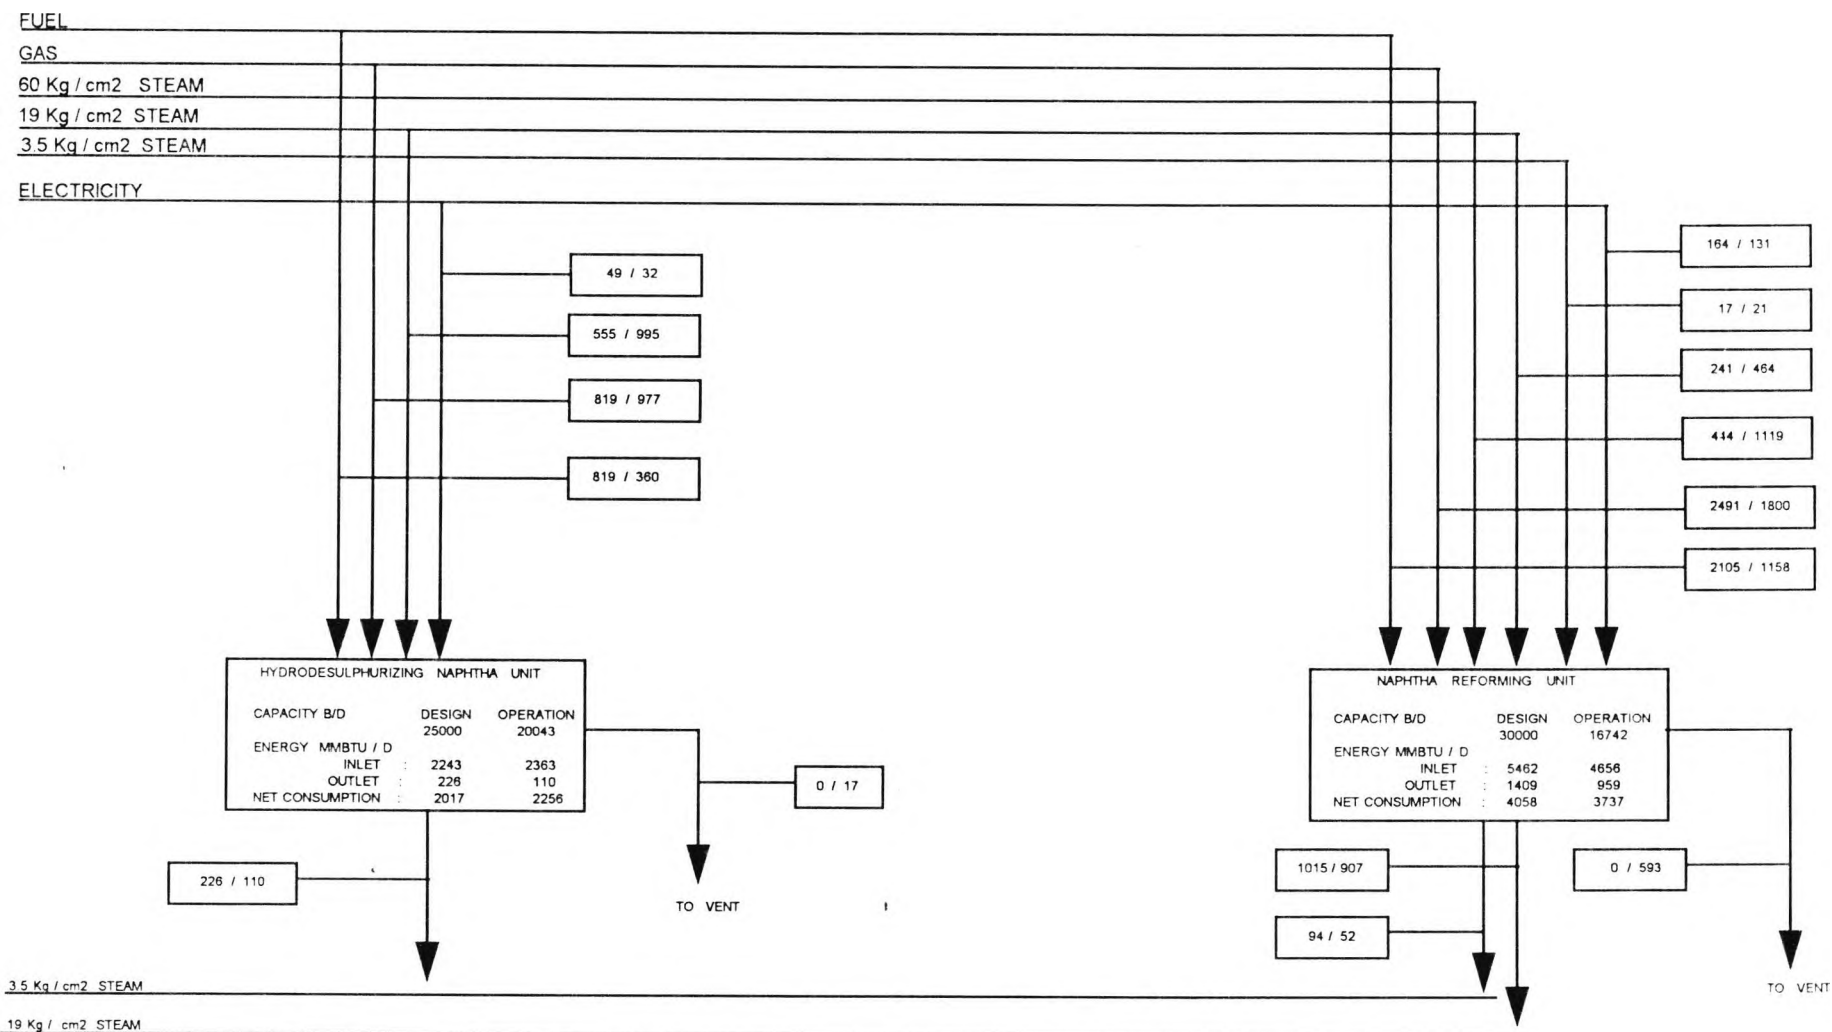 FUEL
GAS
60 Kg / cm2 STEAM
19 Kg / cm2 STEAM
3.5 Kg / cm2 STEAM
ELECTRICITY
49 / 32
555 / 995
819 / 977
819 / 360
164 / 131
17 / 21
241 / 464
444 / 1119
2491 / 1800
2105 / 1158
HYDRODESULPHURIZING NAPHTHA UNIT
CAPACITY B/D DESIGN OPERATION
25000 20043
ENERGY MMBTU / D
INLET : 2243 2363
OUTLET : 226 110
NET CONSUMPTION : 2017 2256
0 / 17
226 / 110
TO VENT
NAPHTHA REFORMING UNIT
CAPACITY B/D DESIGN OPERATION
30000 16742
ENERGY MMBTU / D
INLET : 5462 4656
OUTLET : 1409 959
NET CONSUMPTION : 4058 3737
1015 / 907
0 / 593
94 / 52
TO VENT
3.5 Kg / cm2 STEAM
19 Kg / cm2 STEAM